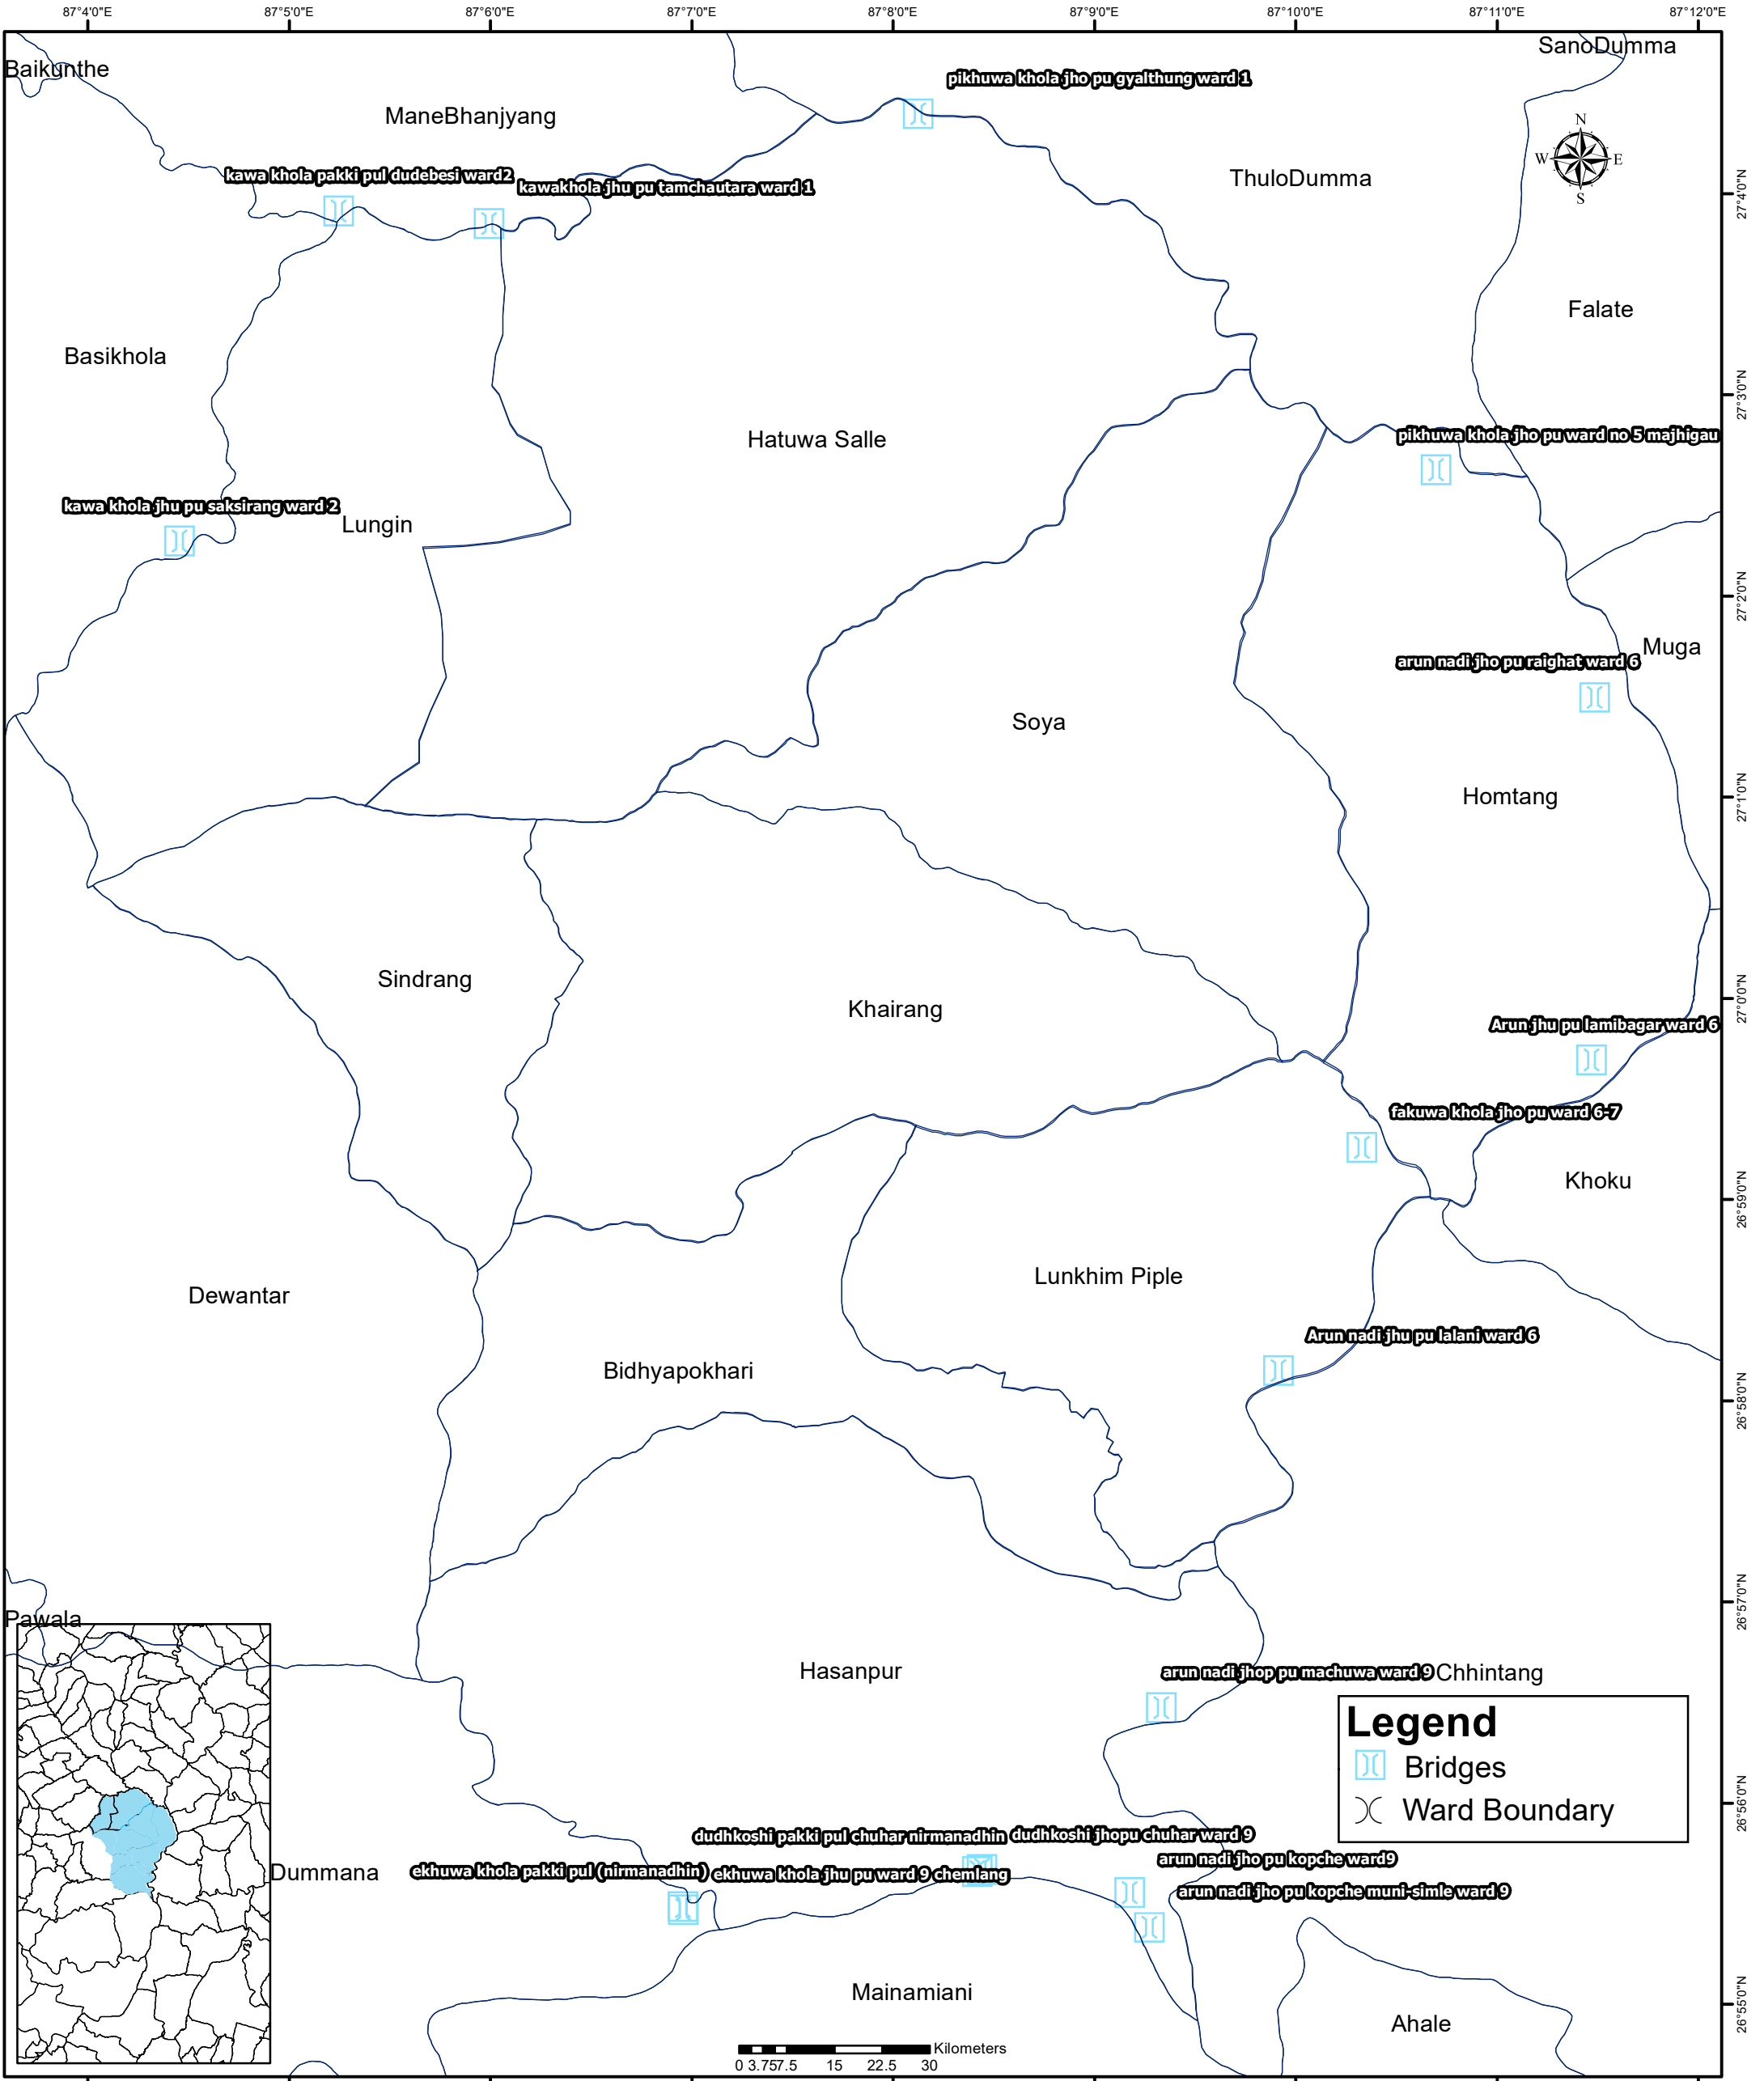 87°4'0"E
87°5'0"E
87°6'0"E
87°7'0"E
87°8'0"E
87°9'0"E
87°10'0"E
87°11'0"E
87°12'0"E
SanoDumma
Baikunthe
pikhuwa khola jho pu gyalthung ward 1
ManeBhanjyang
N
W
E
S
kawa khola pakki pul dudebesi ward2
kawakhola jhu pu tamchautara ward 1
ThuloDumma
27°4'0"N
Falate
Basikhola
27°3'0"N
Hatuwa Salle
pikhuwa khola jho pu ward no 5 majhigau
kawa khola jhu pu saksirang ward 2
Lungin
27°2'0"N
Muga
arun nadi jho pu raighat ward 6
Soya
Homtang
27°1'0"N
Sindrang
Khairang
27°0'0"N
Arun jhu pu lamibagar ward 6
fakuwa khola jho pu ward 6-7
Khoku
26°59'0"N
Lunkhim Piple
Dewantar
Arun nadi jhu pu lalani ward 6
Bidhyapokhari
26°58'0"N
26°57'0"N
Pawala
Hasanpur
arun nadi jhop pu machuwa ward 9
Chhintang
Legend
Bridges
Ward Boundary
26°56'0"N
dudhkoshi pakki pul chuhar nirmanadhin
dudhkoshi jhopu chuhar ward 9
arun nadi jho pu kopche ward9
Dummana
ekhuwa khola pakki pul (nirmanadhin)
ekhuwa khola jhu pu ward 9 chemlang
arun nadi jho pu kopche muni-simle ward 9
Mainamiani
26°55'0"N
Ahale
Kilometers
0 3.757.5 15 22.5 30